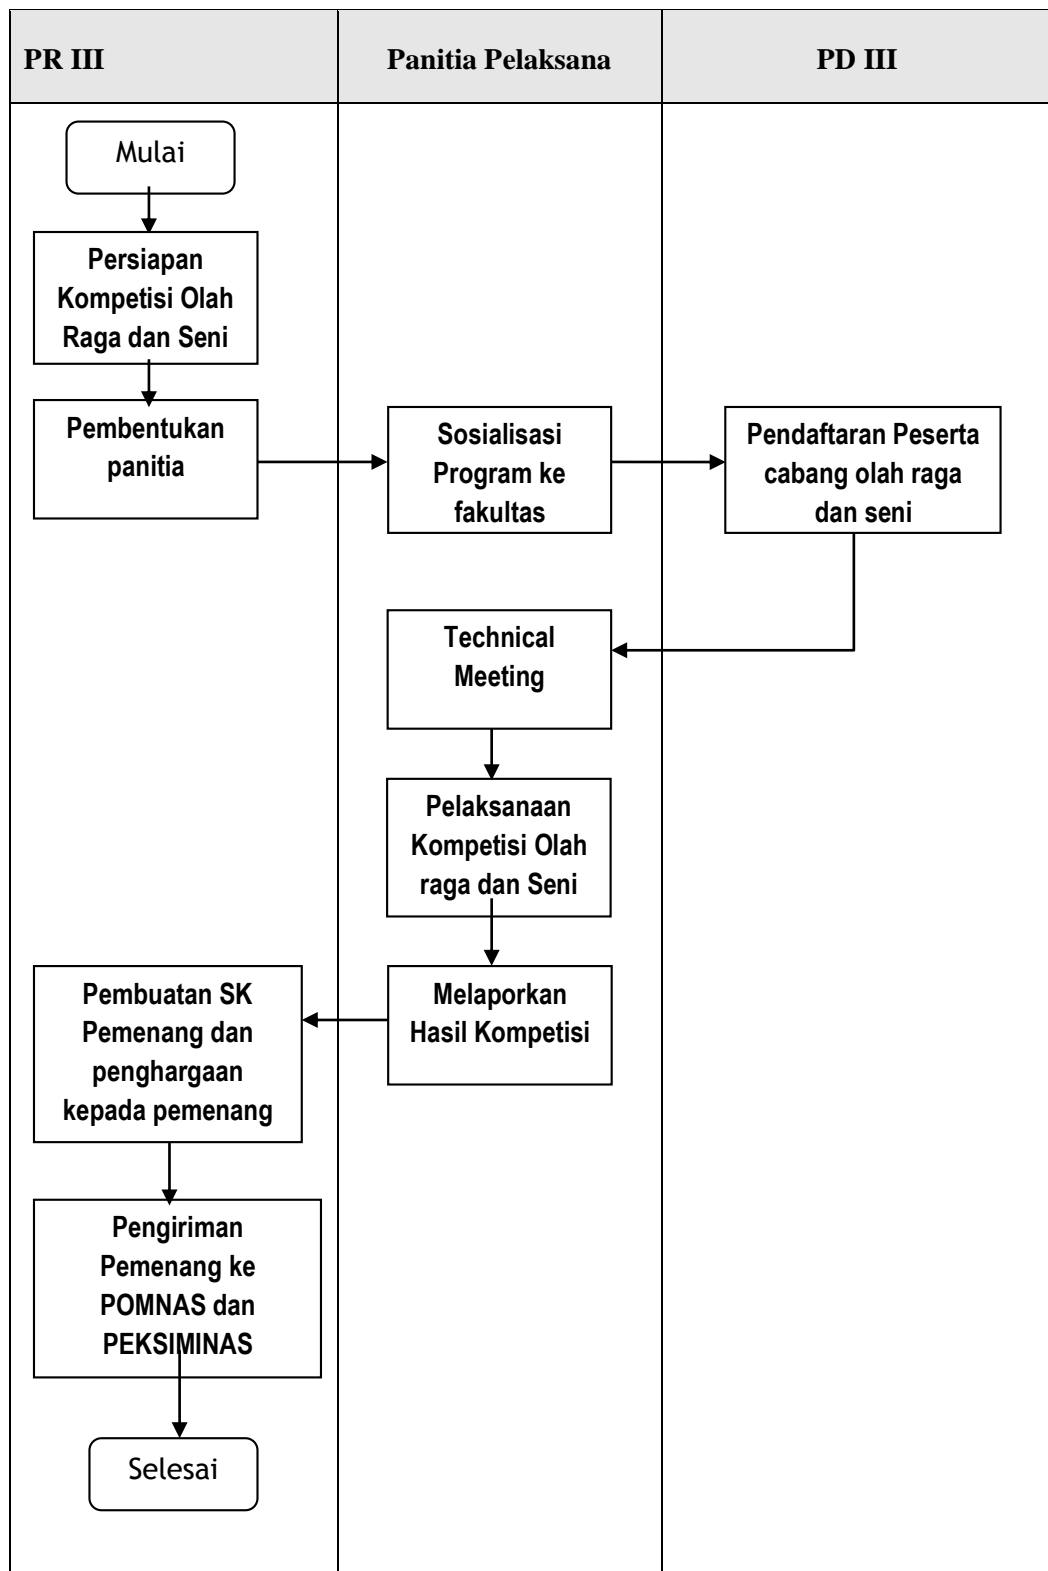 PR III
Panitia Pelaksana
PD III
Mulai
Persiapan
Kompetisi Olah
Raga dan Seni
Pembentukan
panitia
Sosialisasi
Program ke
fakultas
Pendaftaran Peserta
cabang olah raga
dan seni
Technical
Meeting
Pelaksanaan
Kompetisi Olah
raga dan Seni
Melaporkan
Hasil Kompetisi
Pembuatan SK
Pemenang dan
penghargaan
kepada pemenang
Pengiriman
Pemenang ke
POMNAS dan
PEKSIMINAS
Selesai